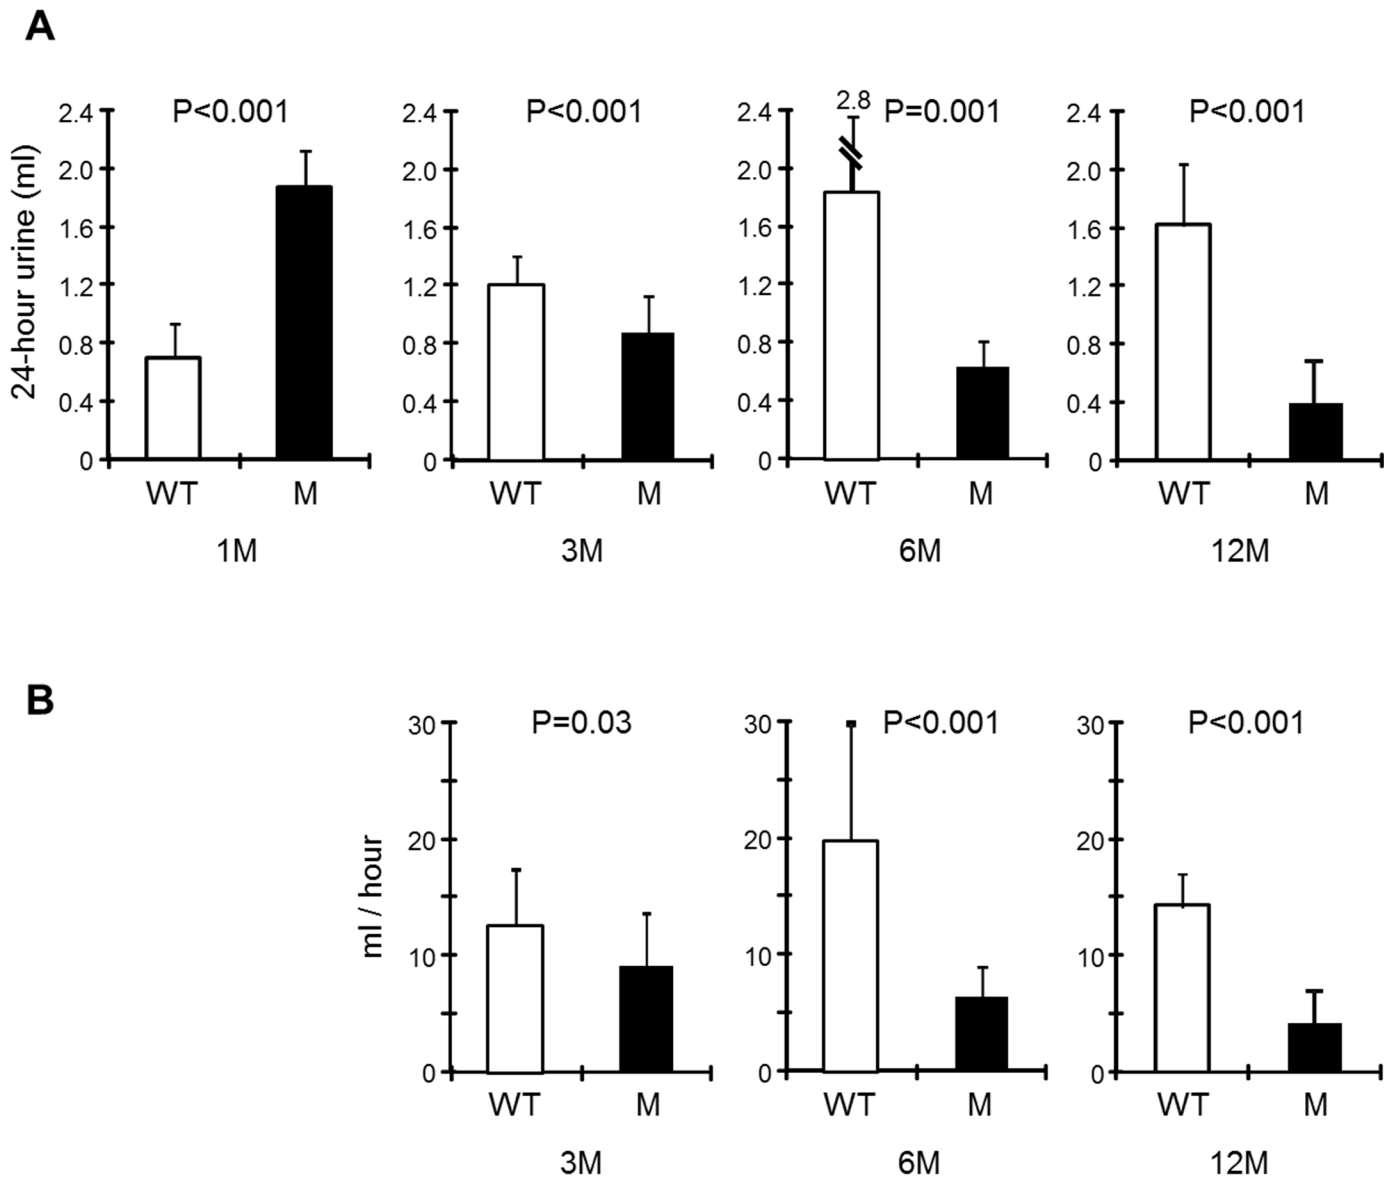 A
2.8
P<0.001 P<0.001 P=0.001 P<0.001
24-hour urine (ml)
2.4 2.4 2.4 2.4
2.0 2.0 2.0 2.0
1.6 1.6 1.6 1.6
1.2 1.2 1.2 1.2
0.8 0.8 0.8 0.8
0.4 0.4 0.4 0.4
0 0 0 0
WT M WT M WT M WT M
1M 3M 6M 12M
B
P=0.03 P<0.001 P<0.001
ml / hour
30 30 30
20 20 20
10 10 10
0 0 0
WT M WT M WT M
3M 6M 12M